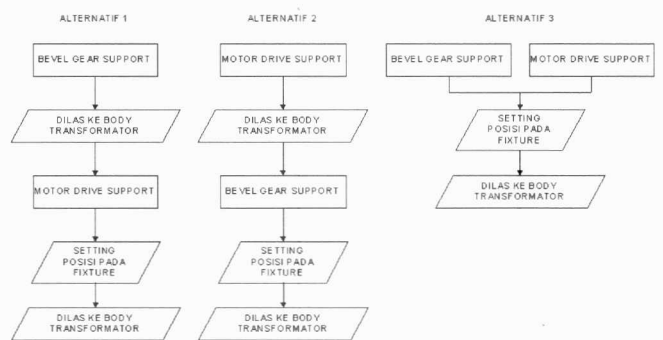 ALTERNATIF 1
BEVEL GEAR SUPPORT
DILAS KE BODY
TRANSFORMATOR
MOTOR DRIVE SUPPORT
SETTING
POSISI PADA
FIXTURE
DILAS KE BODY
TRANSFORMATOR
ALTERNATIF 2
MOTOR DRIVE SUPPORT
DILAS KE BODY
TRANSFORMATOR
BEVEL GEAR SUPPORT
SETTING
POSISI PADA
FIXTURE
DILAS KE BODY
TRANSFORMATOR
ALTERNATIF 3
BEVEL GEAR SUPPORT
MOTOR DRIVE SUPPORT
SETTING
POSISI PADA
FIXTURE
DILAS KE BODY
TRANSFORMATOR